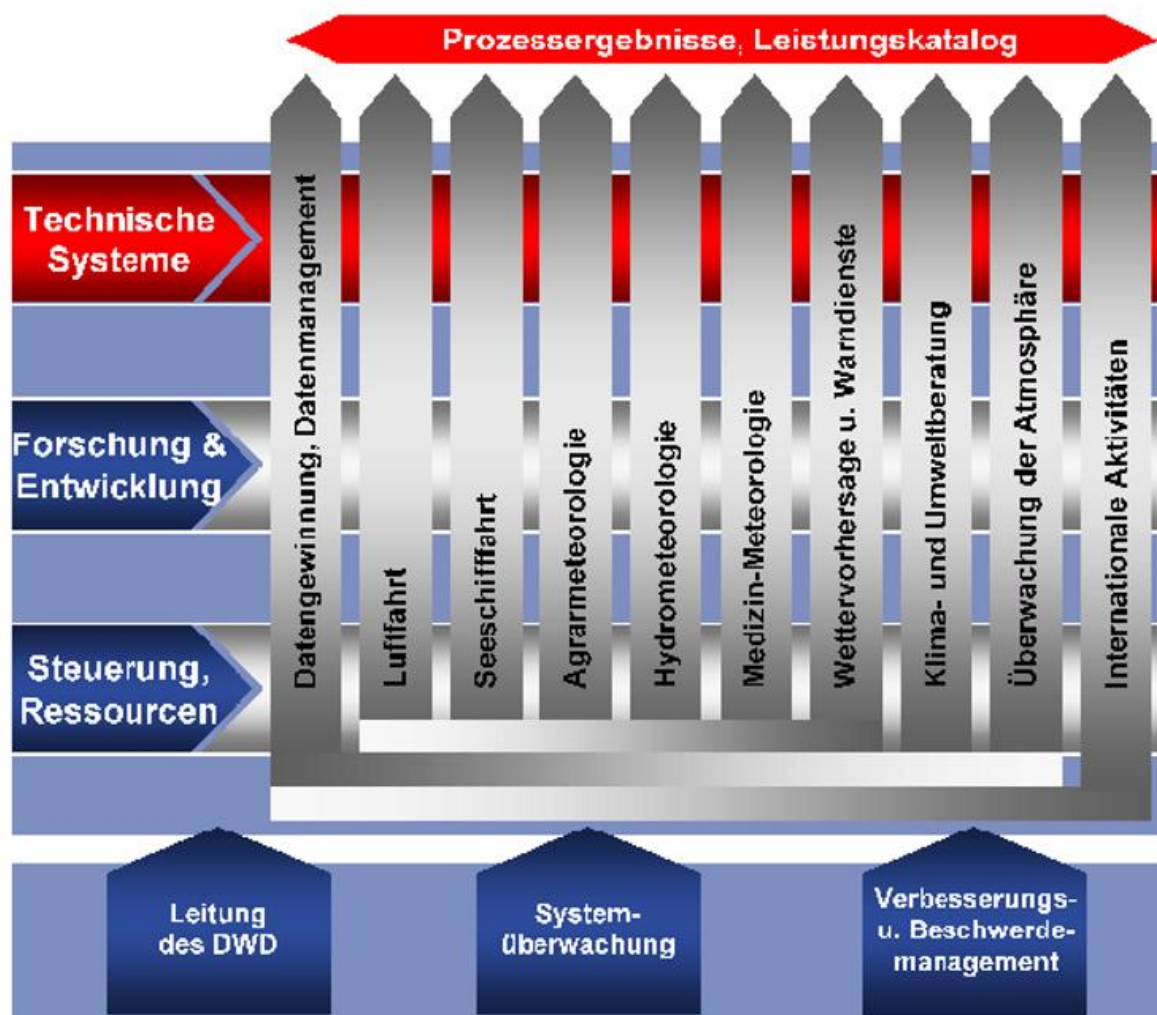 Prozessergebnisse, Leistungskatalog
Technische
Systeme
Forschung &
Entwicklung
Steuerung,
Ressourcen
Datengewinnung, Datenmanagement
Luftfahrt
Seeschifffahrt
Agrarmeteorologie
Hydrometeorologie
Medizin-Meteorologie
Wettervorhersage u. Warndienste
Klima- und Umweltberatung
Überwachung der Atmosphäre
Internationale Aktivitäten
Leitung
des DWD
System-
überwachung
Verbesserungs-
u. Beschwerde-
management